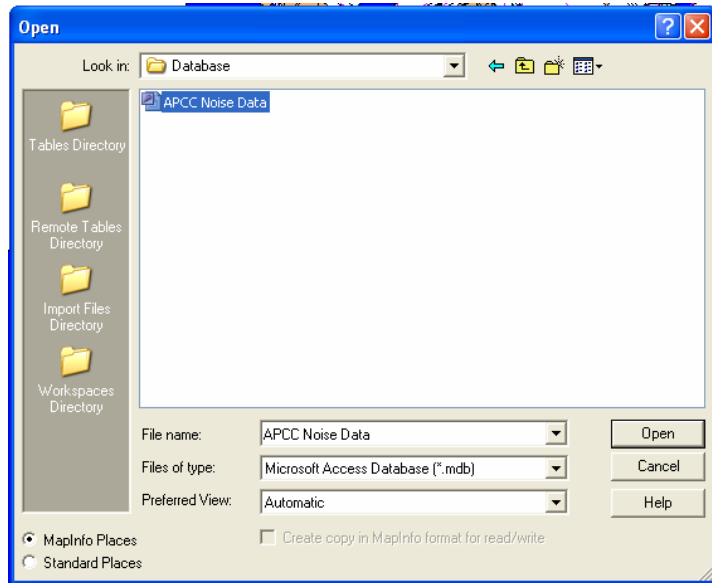 Open
Look in: Database
APCC Noise Data
Tables Directory
Remote Tables
Directory
Import Files
Directory
Workspaces
Directory
File name: APCC Noise Data Open
Files of type: Microsoft Access Database (*.mdb) Cancel
Preferred View: Automatic Help
MapInfo Places Create copy in MapInfo format for read/write
Standard Places